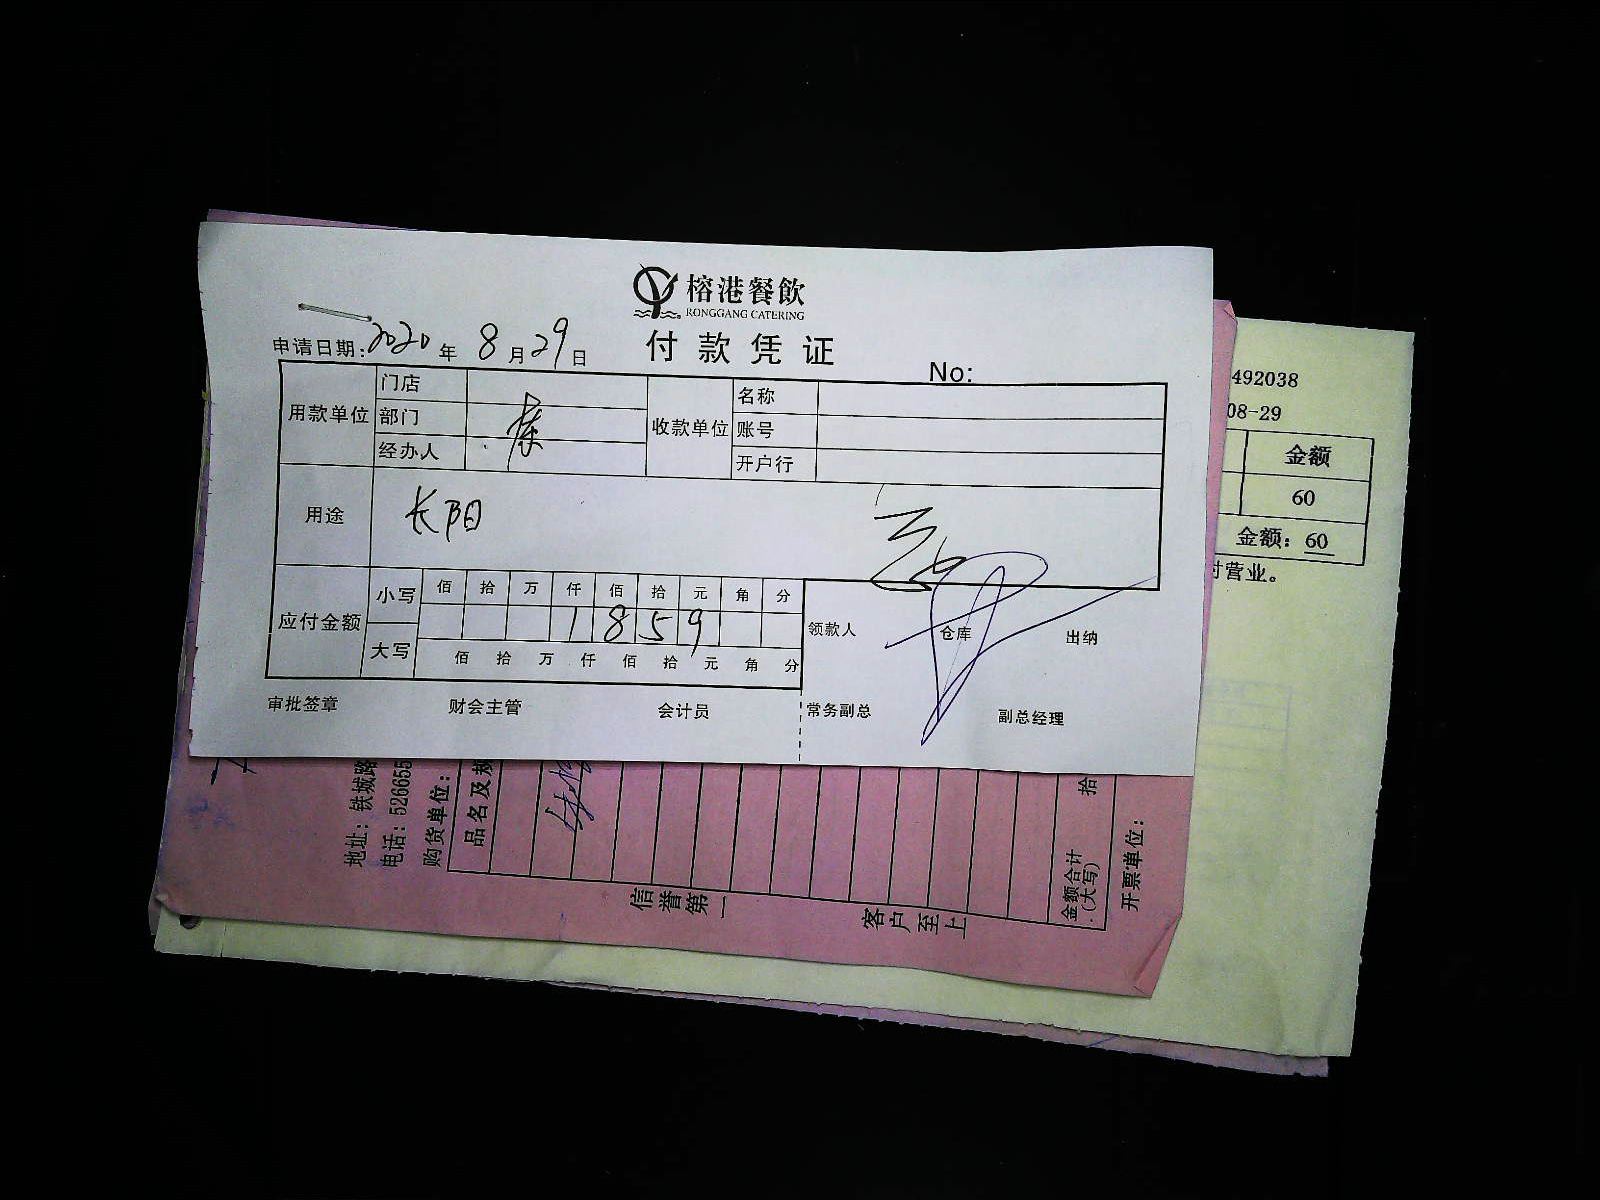 榕港餐飲
RONGGANG CATERING
付款凭证
申请日期: 2020 年 8 月 29 日
No:
用款单位 门店 收款单位 名称
部门 账号
经办人 开户行
用途 长阳
应付金额 小写 佰 拾 万 仟 佰 拾 元 角 分
1 8 5 9
大写 佰 拾 万 仟 佰 拾 元 角 分
领款人 仓库 出纳
审批签章 财会主管 会计员 常务副总 副总经理
492038
08-29
金额
60
金额: 60
营业。
地址: 铁城路
电话: 526655
购货单位:
品名及规
信誉第一
客户至上
拾
金额合计
(大写)
开票单位: